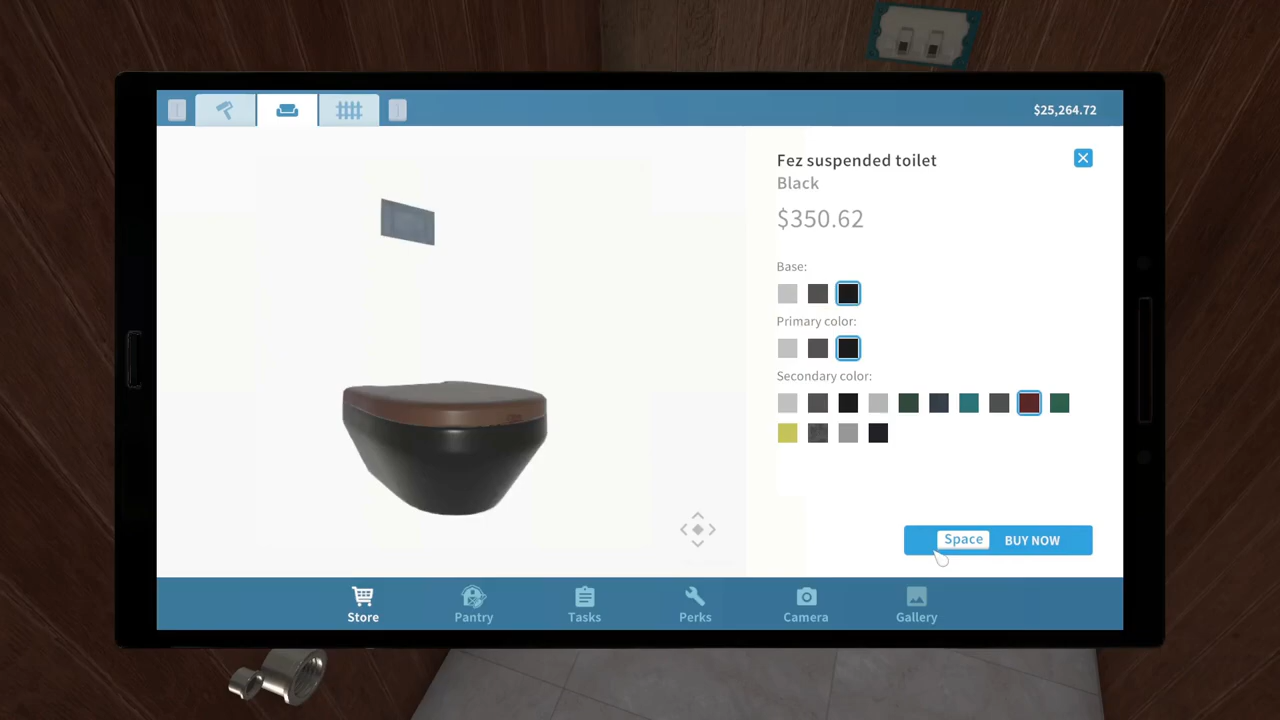 $25,264.72
Fez suspended toilet
Black
$350.62
Base:
Primary color:
Secondary color:
Space BUY NOW
Store Pantry Tasks Perks Camera Gallery